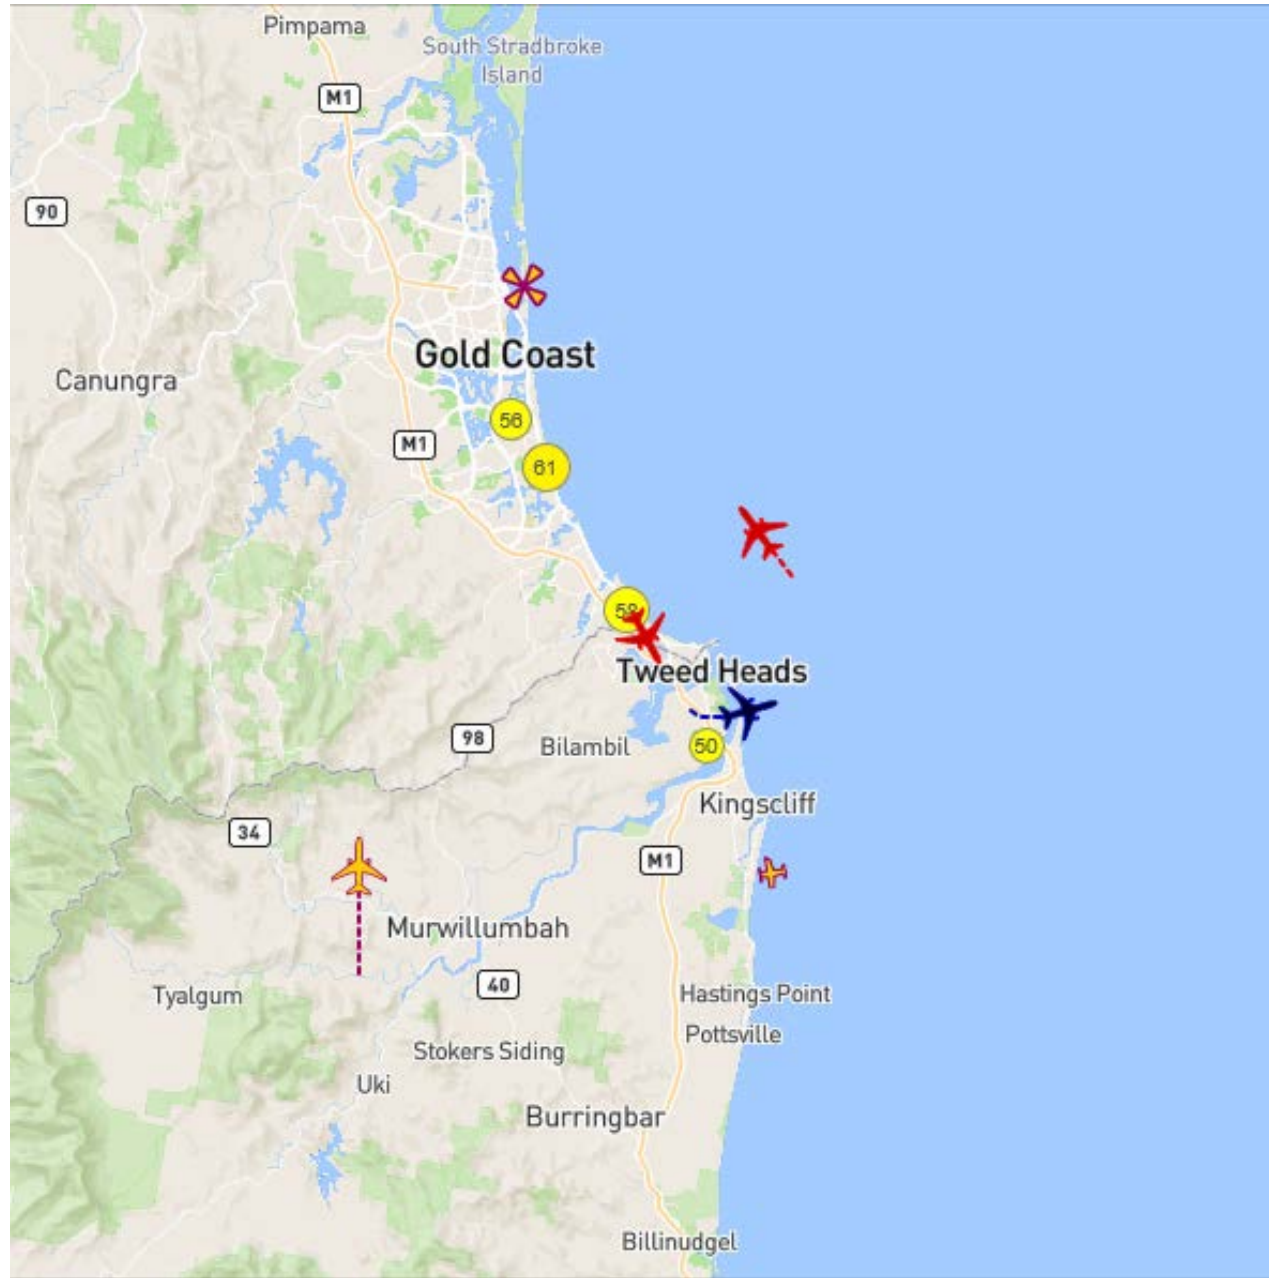 Pimpama
South Stradbroke
Island
M1
90
Gold Coast
Canungra
56
M1
61
58
Tweed Heads
98
Bilambil
50
Kingscliff
34
M1
Murwillumbah
40
Tyalgum
Hastings Point
Pottsville
Stokers Siding
Uki
Burringbar
Billinudgel